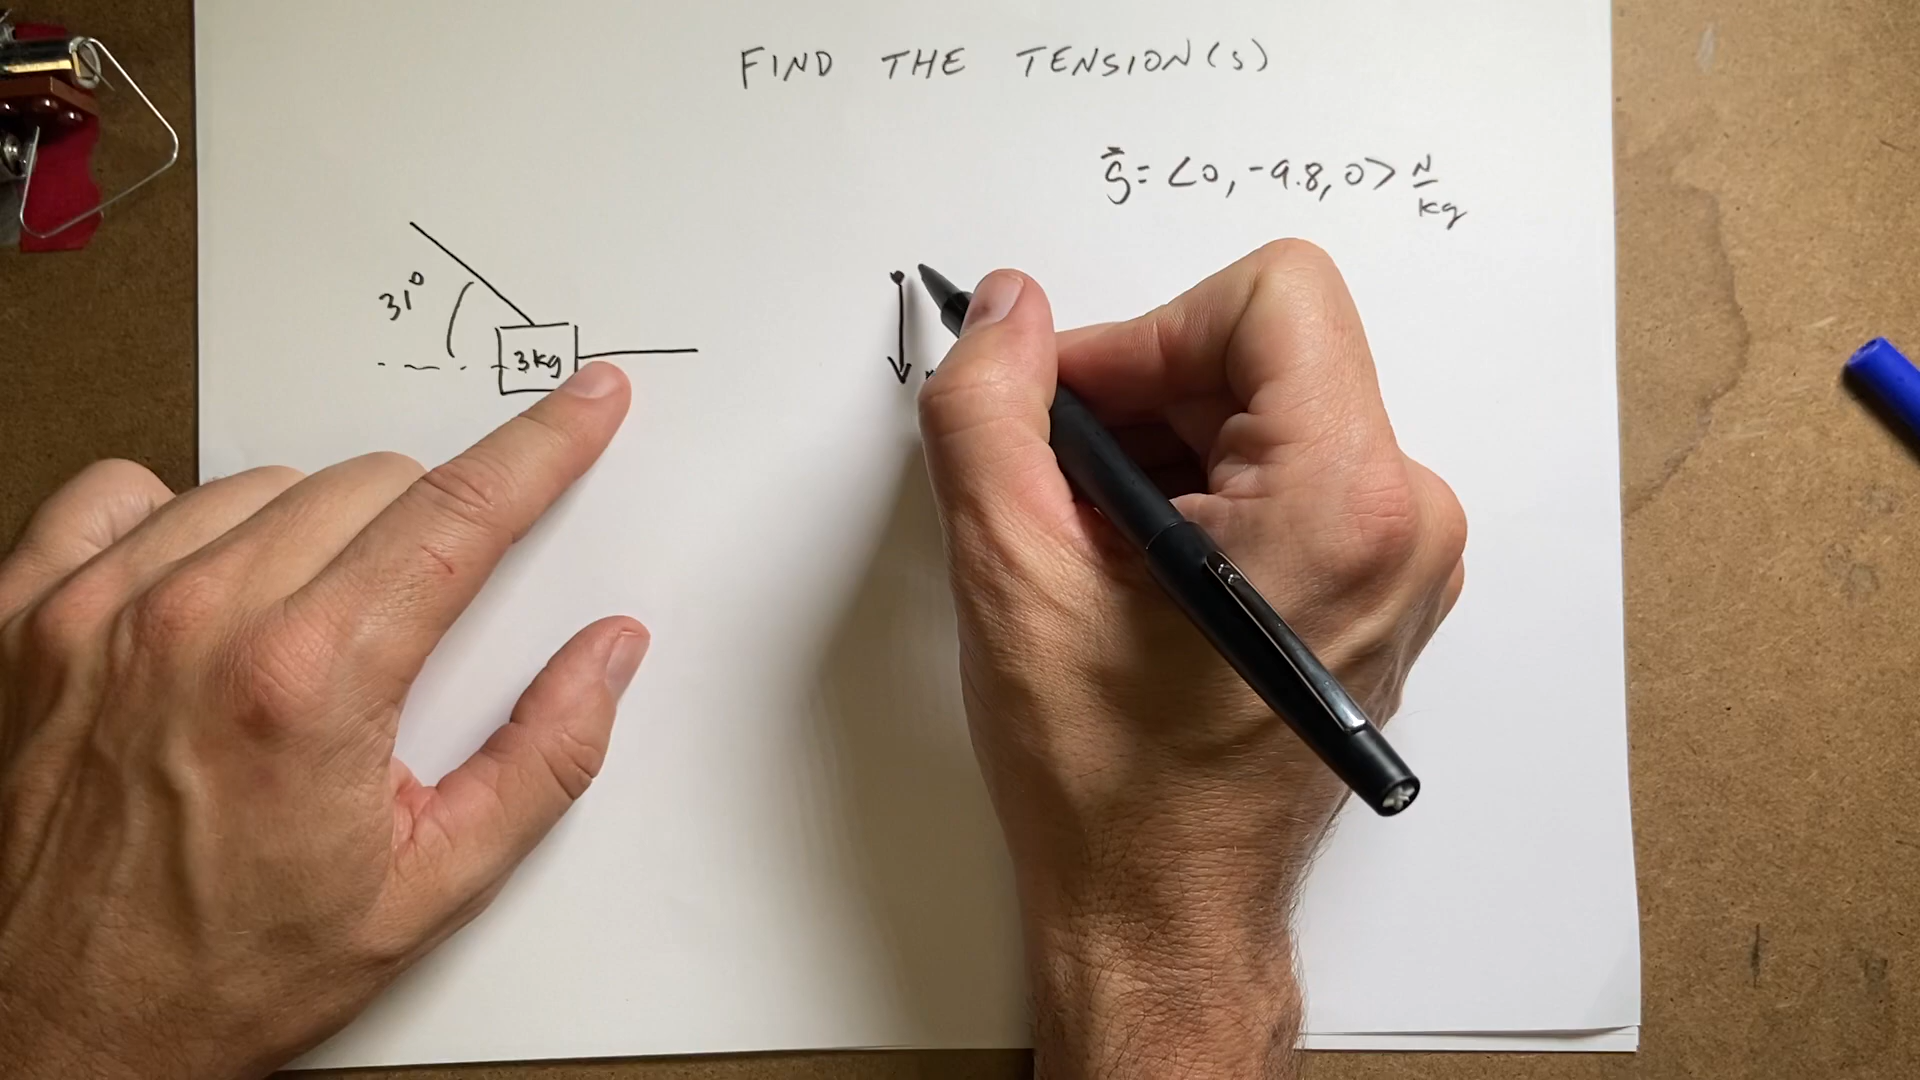 FIND THE TENSION(S)
g⃗ = <0, -9.8, 0> N/kg
31°
3kg